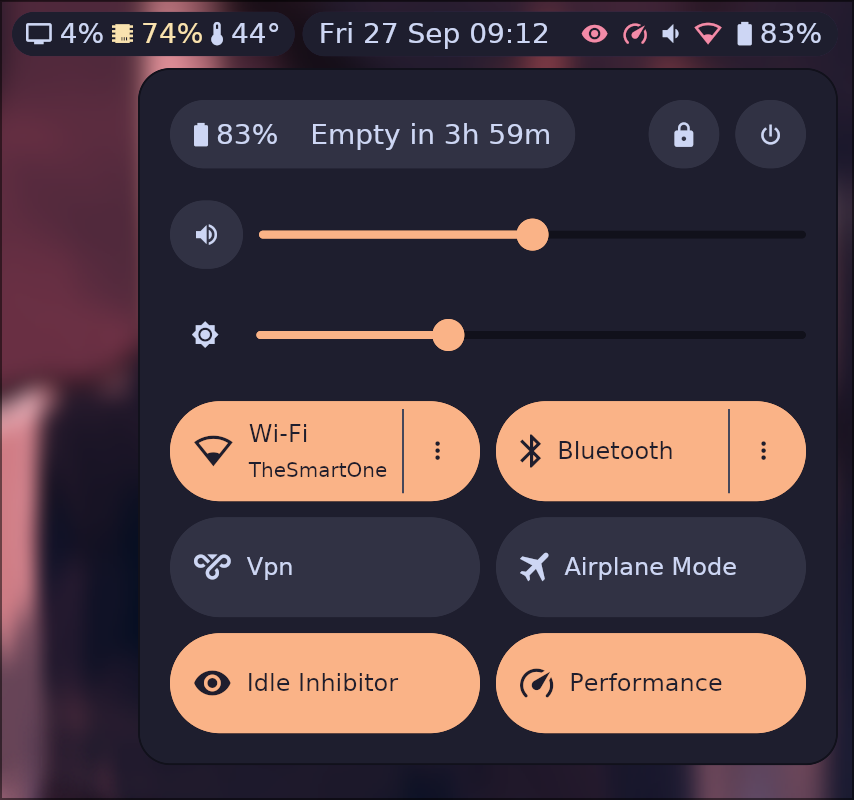 4% 74% 44° Fri 27 Sep 09:12 83%
83% Empty in 3h 59m
Wi-Fi
TheSmartOne
Bluetooth
Vpn
Airplane Mode
Idle Inhibitor
Performance